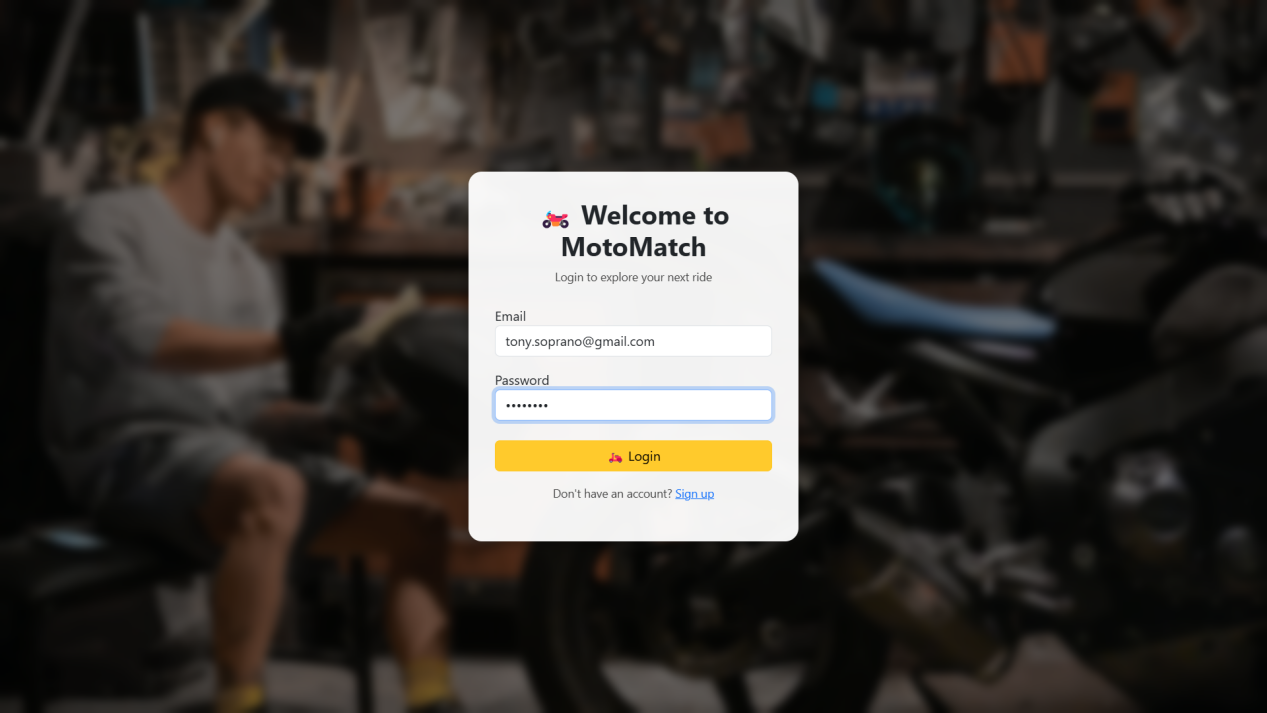 🏍️ Welcome to
MotoMatch
Login to explore your next ride
Email
tony.soprano@gmail.com
Password
••••••••
🛵 Login
Don't have an account? Sign up